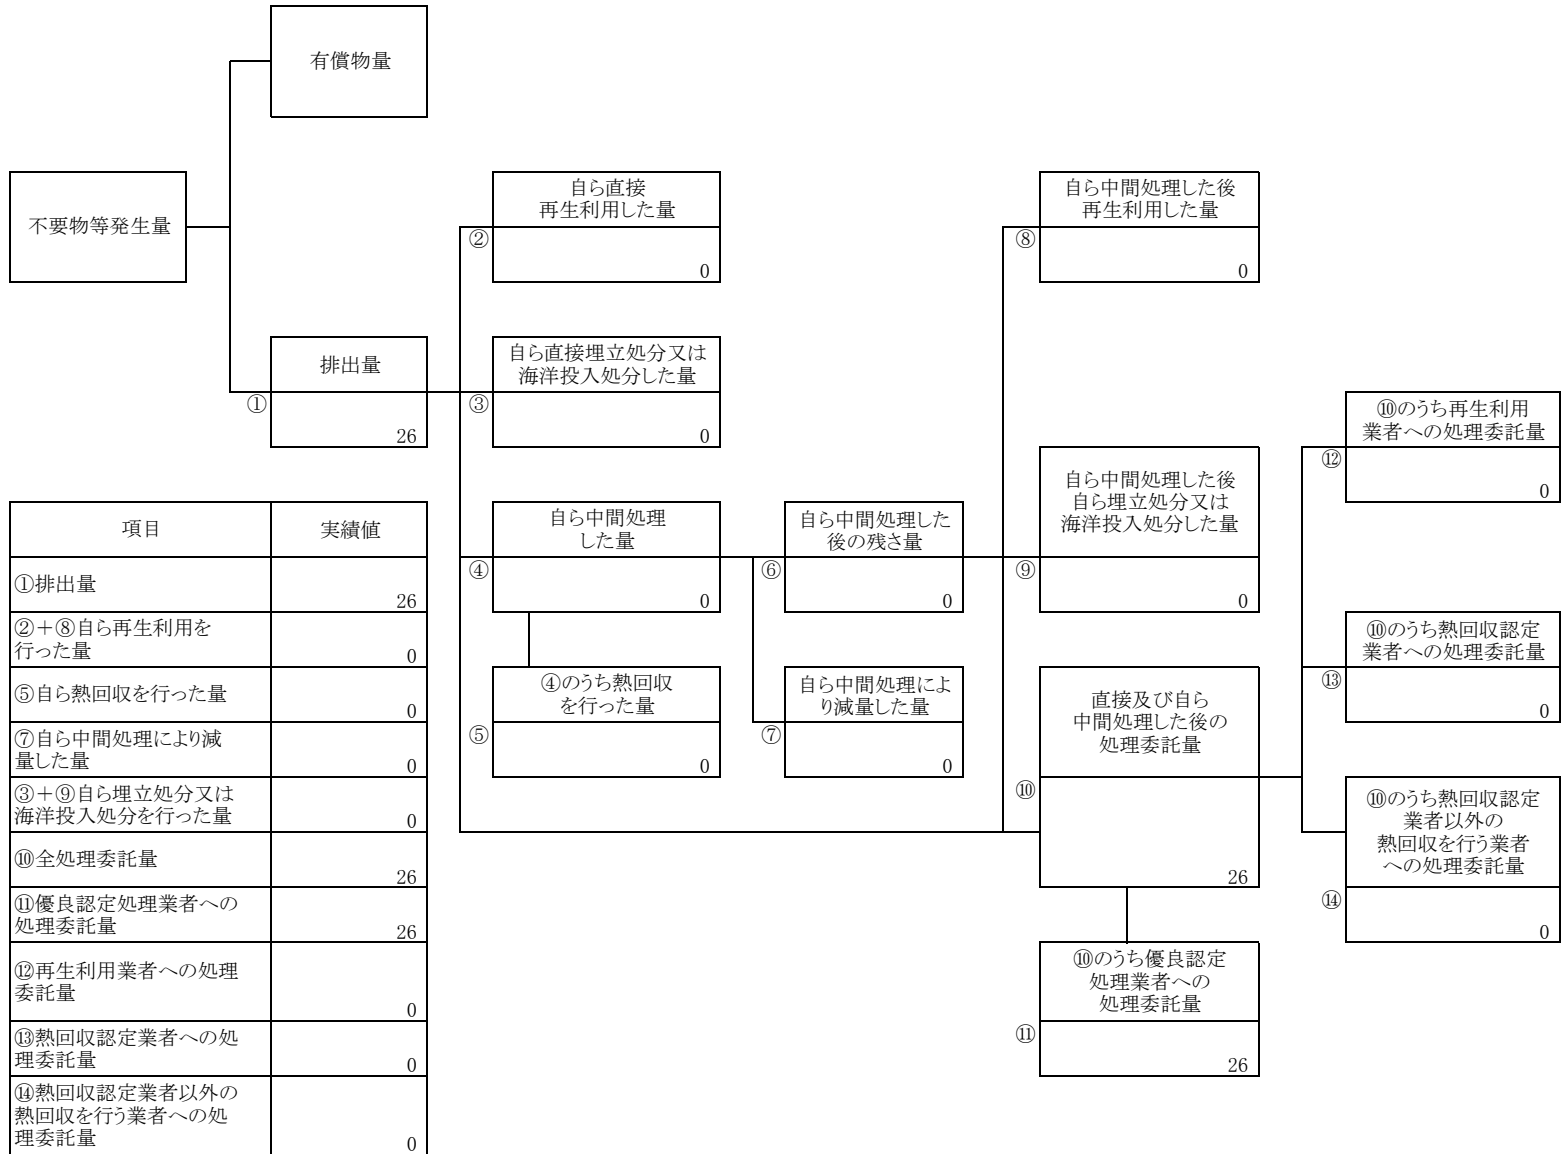 有償物量
不要物等発生量
自ら直接
再生利用した量
②
0
自ら中間処理した後
再生利用した量
⑧
0
排出量
①
26
自ら直接埋立処分又は
海洋投入処分した量
③
0
⑩のうち再生利用
業者への処理委託量
⑫
0
自ら中間処理
した量
④
0
自ら中間処理した
後の残さ量
⑥
0
自ら中間処理した後
自ら埋立処分又は
海洋投入処分した量
⑨
0
⑩のうち熱回収認定
業者への処理委託量
⑬
0
④のうち熱回収
を行った量
⑤
0
自ら中間処理によ
り減量した量
⑦
0
直接及び自ら
中間処理した後の
処理委託量
⑩
26
⑩のうち熱回収認定
業者以外の
熱回収を行う業者
への処理委託量
⑭
0
⑩のうち優良認定
処理業者への
処理委託量
⑪
26
項目
実績値
①排出量
26
②+⑧自ら再生利用を
行った量
0
⑤自ら熱回収を行った量
0
⑦自ら中間処理により減
量した量
0
③+⑨自ら埋立処分又は
海洋投入処分を行った量
0
⑩全処理委託量
26
⑪優良認定処理業者への
処理委託量
26
⑫再生利用業者への処理
委託量
0
⑬熱回収認定業者への処
理委託量
0
⑭熱回収認定業者以外の
熱回収を行う業者への処
理委託量
0